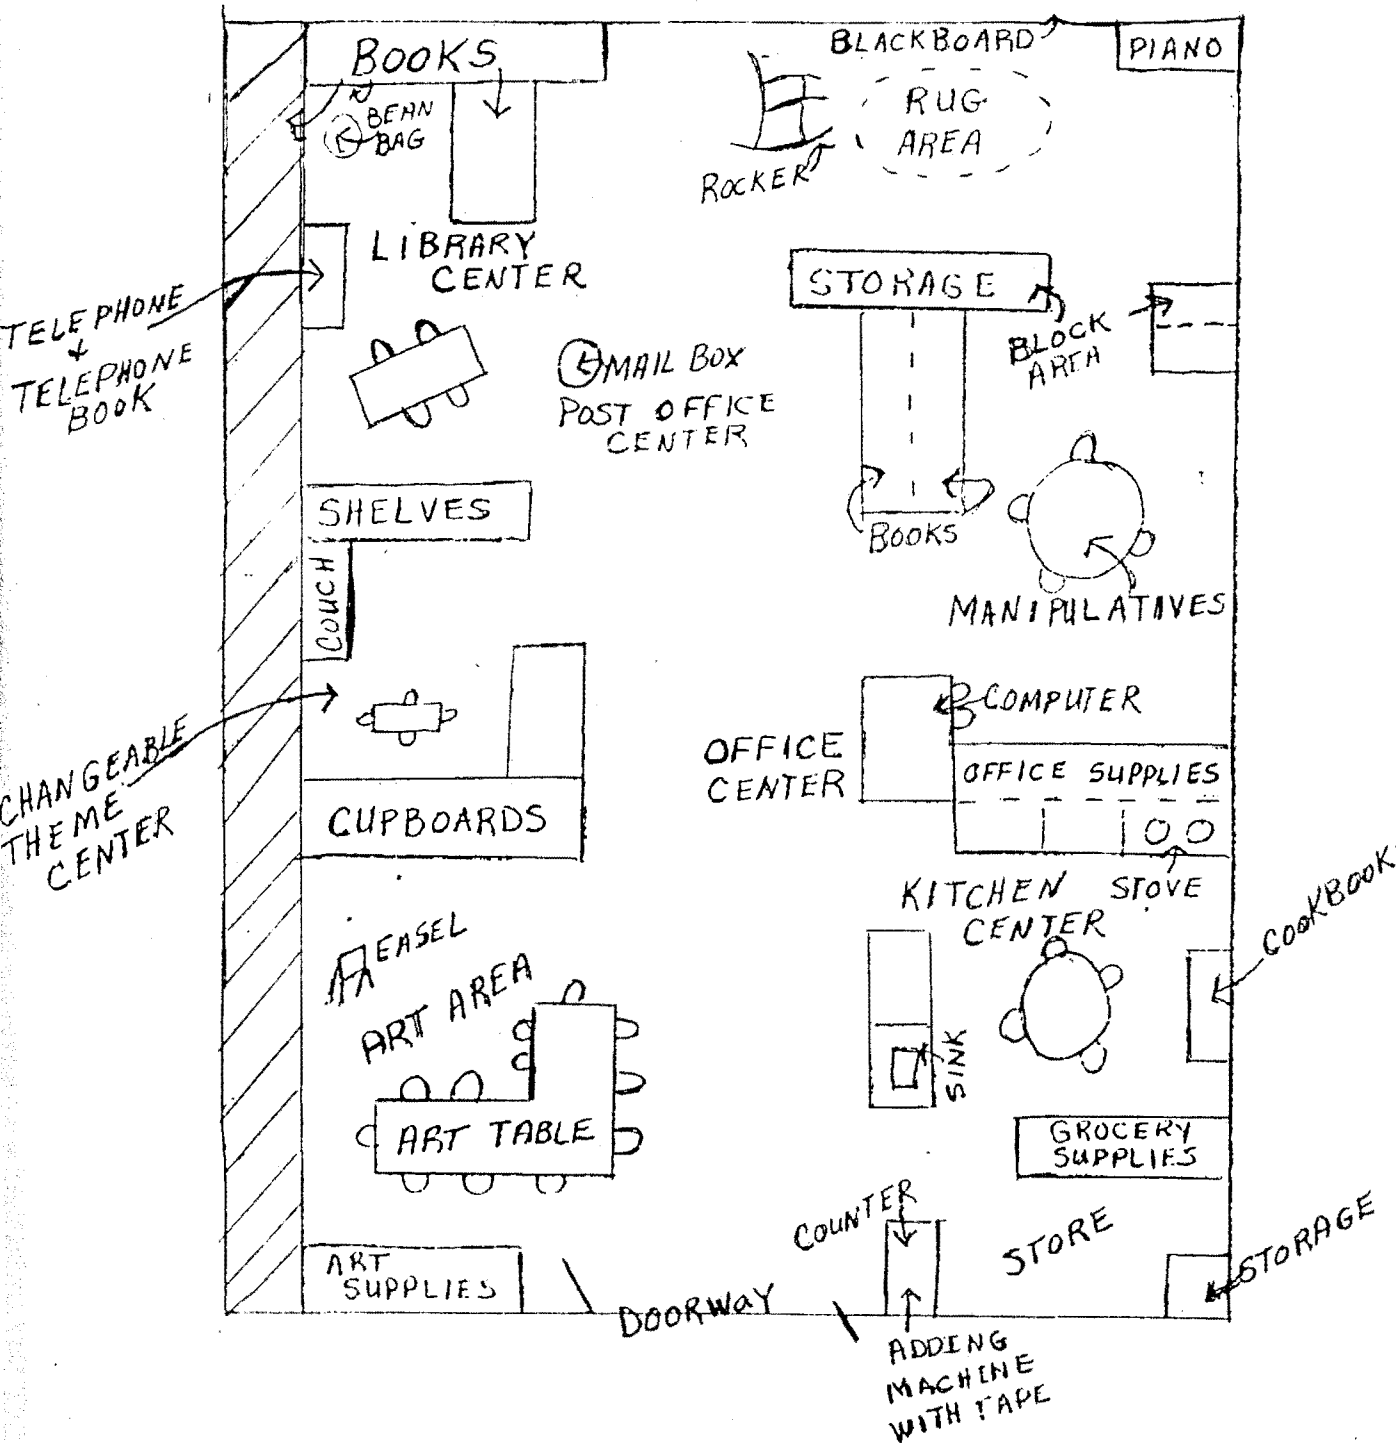 BOOKS
BLACKBOARD
PIANO
BEAN
BAG
RUG
AREA
ROCKER
LIBRARY
CENTER
STORAGE
TELEPHONE
+
TELEPHONE
BOOK
BLOCK
AREA
MAIL BOX
POST OFFICE
CENTER
SHELVES
BOOKS
COUCH
MANIPULATIVES
COMPUTER
OFFICE
CENTER
OFFICE SUPPLIES
CHANGEABLE
THEME
CENTER
CUPBOARDS
KITCHEN
CENTER
STOVE
COOKBOOK
EASEL
ART AREA
SINK
ART TABLE
GROCERY
SUPPLIES
COUNTER
STORE
STORAGE
ART
SUPPLIES
DOORWAY
ADDING
MACHINE
WITH TAPE